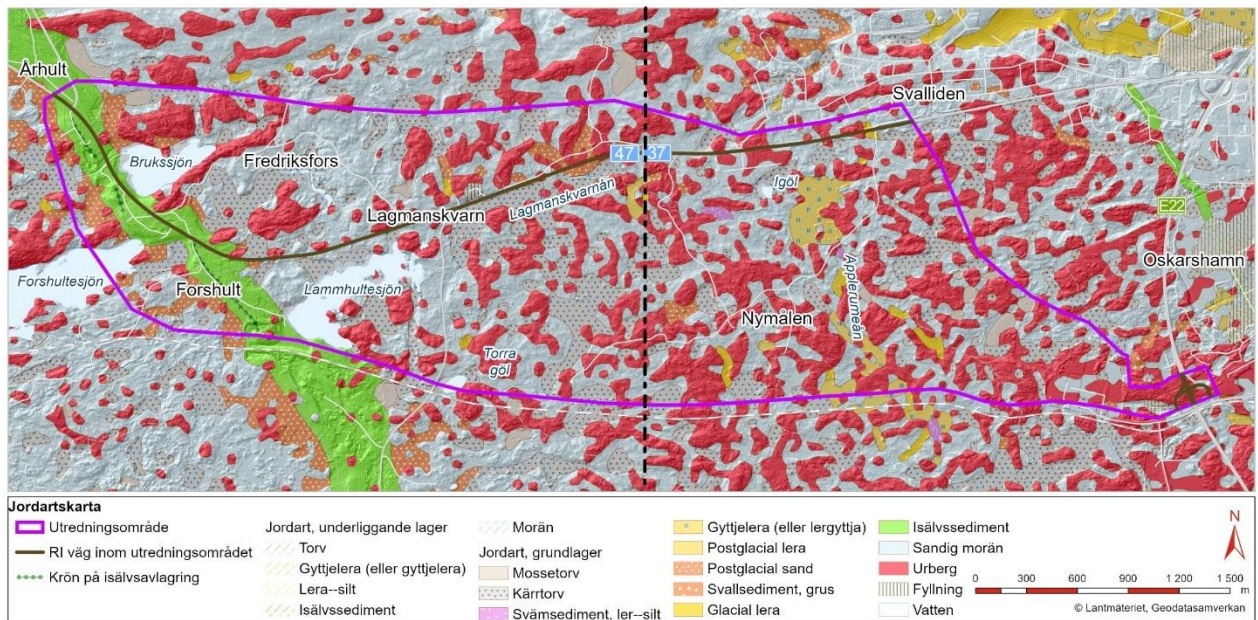 Århult
Svalliden
Brukssjön
Fredriksfors
47
37
Lagmanskvarn
Lagmanskvarnån
Igöl
E22
Forshultesjön
Forshult
Lammhultesjön
Applerumeån
Oskarshamn
Nymålen
Torra
göl
Jordartskarta
Utredningsområde
RI väg inom utredningsområdet
Krön på isälvsavlagring
Jordart, underliggande lager
Torv
Gyttjelera (eller gyttjelera)
Lera--silt
Isälvssediment
Morän
Jordart, grundlager
Mossetorv
Kärrtorv
Svämsediment, ler--silt
Gyttjelera (eller lergyttja)
Postglacial lera
Postglacial sand
Svallsediment, grus
Glacial lera
Isälvssediment
Sandig morän
Urberg
Fyllning
Vatten
N
0 300 600 900 1 200 1 500
m
© Lantmäteriet, Geodatasamverkan